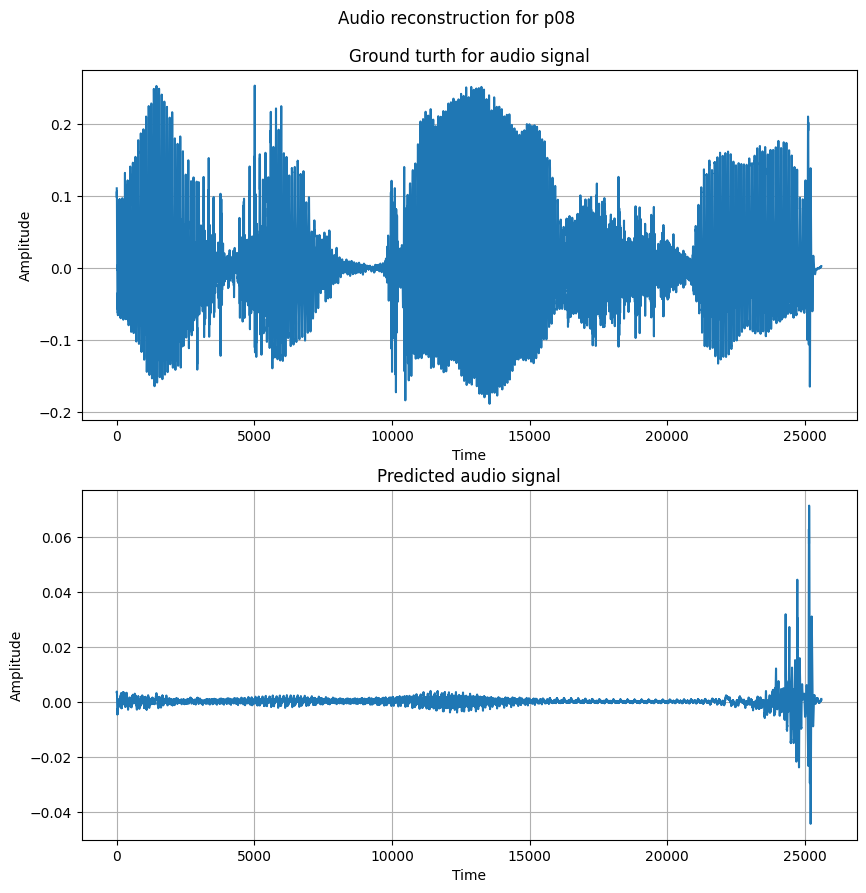 Audio reconstruction for p08
Ground turth for audio signal
0.2
0.1
0.0
−0.1
−0.2
Amplitude
0 5000 10000 15000 20000 25000
Time
Predicted audio signal
0.06
0.04
0.02
0.00
−0.02
−0.04
Amplitude
0 5000 10000 15000 20000 25000
Time